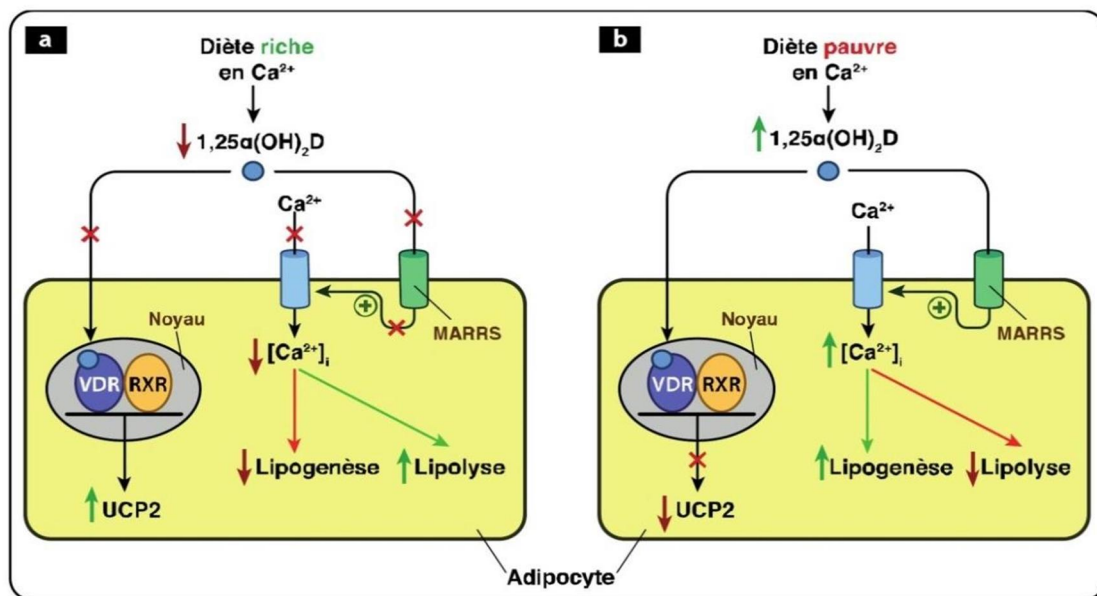 a
Diète riche
en Ca²⁺
1,25α(OH)₂D
Ca²⁺
Noyau
MARRS
VDR
RXR
[Ca²⁺]ᵢ
Lipogenèse
Lipolyse
UCP2
b
Diète pauvre
en Ca²⁺
1,25α(OH)₂D
Ca²⁺
Noyau
MARRS
VDR
RXR
[Ca²⁺]ᵢ
Lipogenèse
Lipolyse
UCP2
Adipocyte